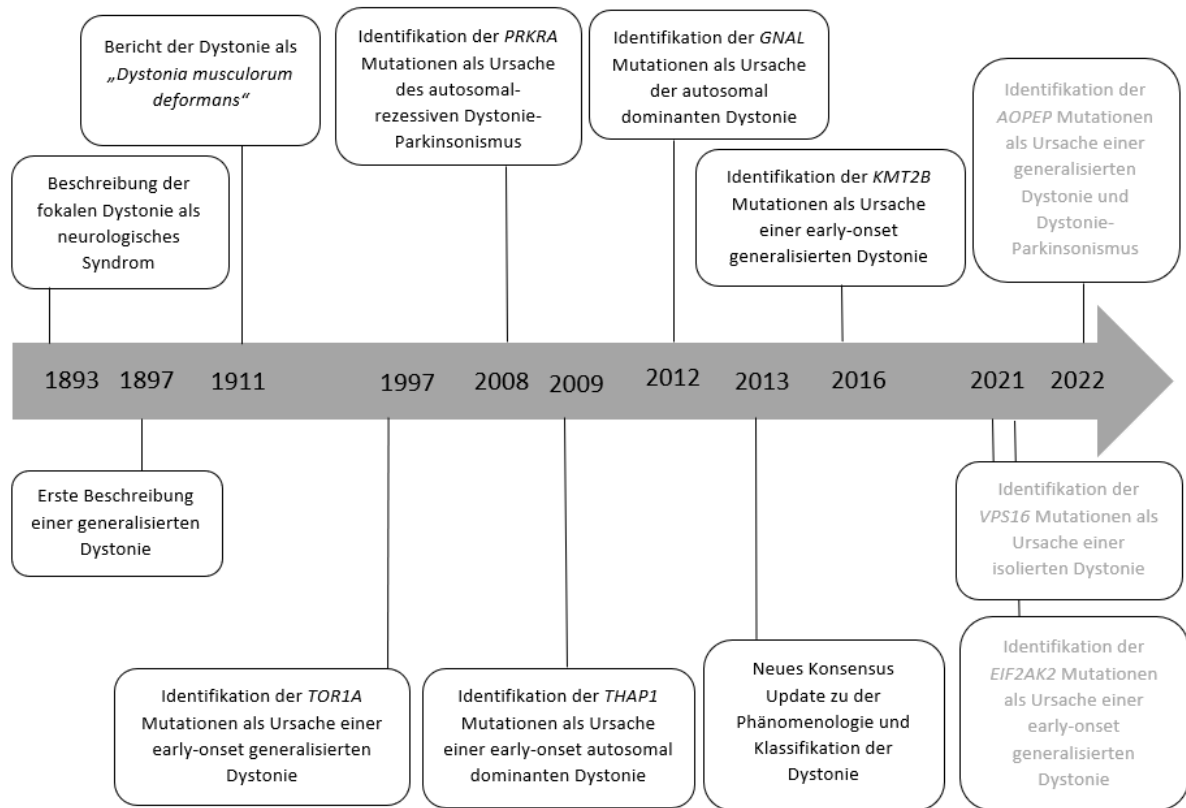 Bericht der Dystonie als
„Dystonia musculorum
deformans“
Identifikation der PRKRA
Mutationen als Ursache
des autosomal-
rezessiven Dystonie-
Parkinsonismus
Identifikation der GNAL
Mutationen als Ursache
der autosomal
dominanten Dystonie
Identifikation der
AOPEP Mutationen
als Ursache einer
generalisierten
Dystonie und
Dystonie-
Parkinsonismus
Beschreibung der
fokalen Dystonie als
neurologisches
Syndrom
Identifikation der KMT2B
Mutationen als Ursache
einer early-onset
generalisierten Dystonie
1893 1897 1911 1997 2008 2009 2012 2013 2016 2021 2022
Erste Beschreibung
einer generalisierten
Dystonie
Identifikation der
VPS16 Mutationen als
Ursache einer
isolierten Dystonie
Identifikation der TOR1A
Mutationen als Ursache einer
early-onset generalisierten
Dystonie
Identifikation der THAP1
Mutationen als Ursache
einer early-onset autosomal
dominanten Dystonie
Neues Konsensus
Update zu der
Phänomenologie und
Klassifikation der
Dystonie
Identifikation der
EIF2AK2 Mutationen
als Ursache einer
early-onset
generalisierten
Dystonie